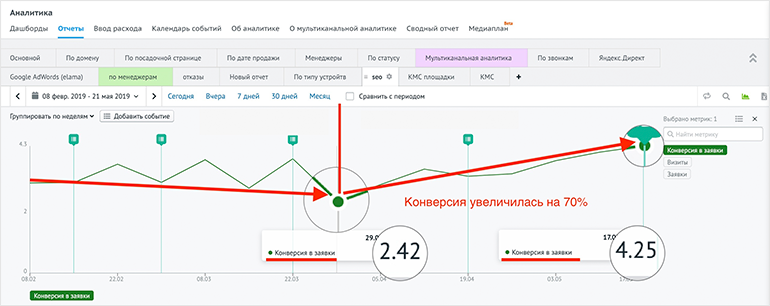 Аналитика
Дашборды Отчеты Ввод расхода Календарь событий Об аналитике О мультиканальной аналитике Сводный отчет Медиаплан Beta
Основной По домену По посадочной странице По дате продажи Менеджеры По статусу Мультиканальная аналитика По звонкам Яндекс.Директ
Google AdWords (elama) по менеджерам отказы Новый отчет По типу устройтв seo КМС площадки КМС +
08 февр. 2019 - 21 мая 2019 Сегодня Вчера 7 дней 30 дней Месяц Сравнить с периодом
Группировать по неделям Добавить событие Выбрано метрик: 1
Найти метрику
Конверсия в заявки
Визиты
Заявки
4.3
2
0
Конверсия увеличилась на 70%
29.0
Конверсия в заявки 2.42
17.0
Конверсия в заявки 4.25
08.02 22.02 08.03 22.03 05.04 19.04 03.05 17.0
Конверсия в заявки